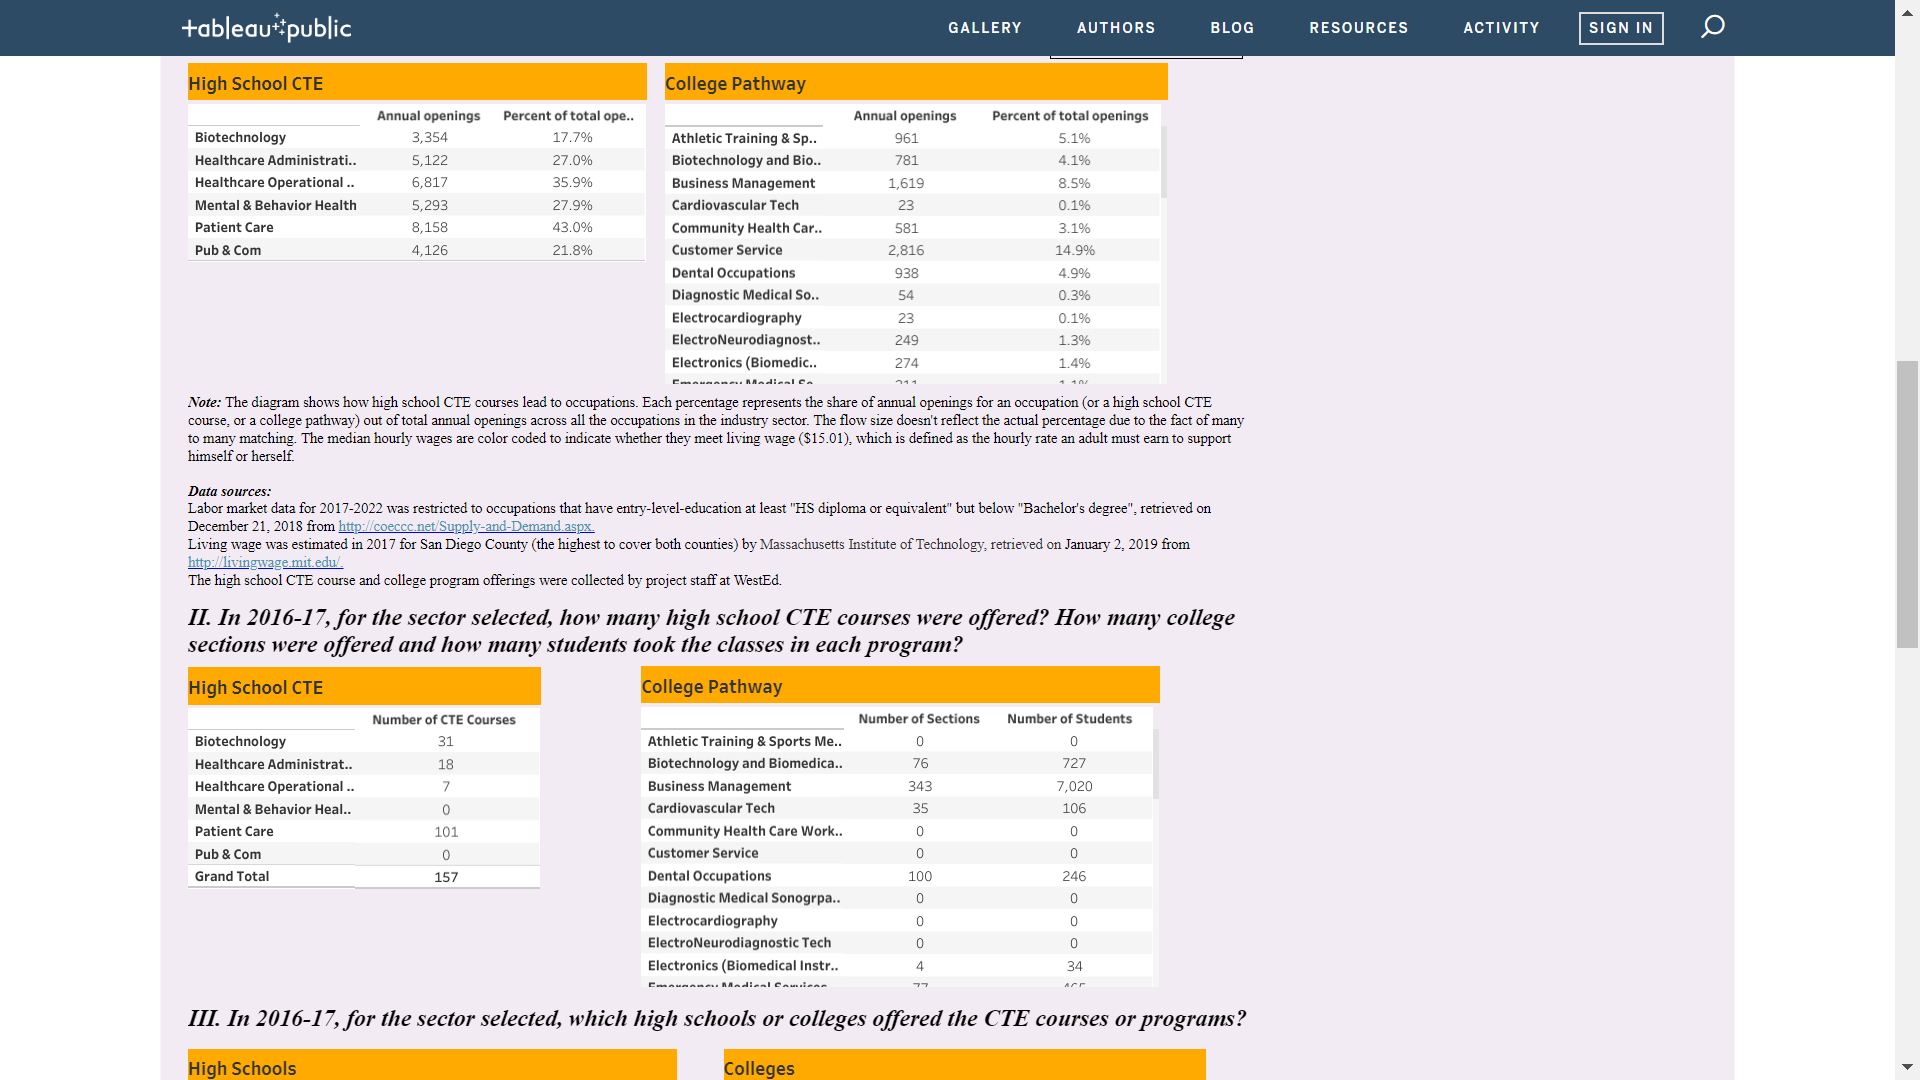 tableau public
GALLERY AUTHORS BLOG RESOURCES ACTIVITY SIGN IN
High School CTE
Annual openings Percent of total ope..
Biotechnology 3,354 17.7%
Healthcare Administrati.. 5,122 27.0%
Healthcare Operational .. 6,817 35.9%
Mental & Behavior Health 5,293 27.9%
Patient Care 8,158 43.0%
Pub & Com 4,126 21.8%
College Pathway
Annual openings Percent of total openings
Athletic Training & Sp.. 961 5.1%
Biotechnology and Bio.. 781 4.1%
Business Management 1,619 8.5%
Cardiovascular Tech 23 0.1%
Community Health Car.. 581 3.1%
Customer Service 2,816 14.9%
Dental Occupations 938 4.9%
Diagnostic Medical So.. 54 0.3%
Electrocardiography 23 0.1%
ElectroNeurodiagnost.. 249 1.3%
Electronics (Biomedic.. 274 1.4%
Emergency Medical Se.. 211 1.1%
Note: The diagram shows how high school CTE courses lead to occupations. Each percentage represents the share of annual openings for an occupation (or a high school CTE
course, or a college pathway) out of total annual openings across all the occupations in the industry sector. The flow size doesn't reflect the actual percentage due to the fact of many
to many matching. The median hourly wages are color coded to indicate whether they meet living wage ($15.01), which is defined as the hourly rate an adult must earn to support
himself or herself.
Data sources:
Labor market data for 2017-2022 was restricted to occupations that have entry-level-education at least "HS diploma or equivalent" but below "Bachelor's degree", retrieved on
December 21, 2018 from http://coeccc.net/Supply-and-Demand.aspx.
Living wage was estimated in 2017 for San Diego County (the highest to cover both counties) by Massachusetts Institute of Technology, retrieved on January 2, 2019 from
http://livingwage.mit.edu/.
The high school CTE course and college program offerings were collected by project staff at WestEd.
II. In 2016-17, for the sector selected, how many high school CTE courses were offered? How many college
sections were offered and how many students took the classes in each program?
High School CTE
Number of CTE Courses
Biotechnology 31
Healthcare Administrat.. 18
Healthcare Operational .. 7
Mental & Behavior Heal.. 0
Patient Care 101
Pub & Com 0
Grand Total 157
College Pathway
Number of Sections Number of Students
Athletic Training & Sports Me.. 0 0
Biotechnology and Biomedica.. 76 727
Business Management 343 7,020
Cardiovascular Tech 35 106
Community Health Care Work.. 0 0
Customer Service 0 0
Dental Occupations 100 246
Diagnostic Medical Sonogrpa.. 0 0
Electrocardiography 0 0
ElectroNeurodiagnostic Tech 0 0
Electronics (Biomedical Instr.. 4 34
Emergency Medical Services 77 465
III. In 2016-17, for the sector selected, which high schools or colleges offered the CTE courses or programs?
High Schools
Colleges